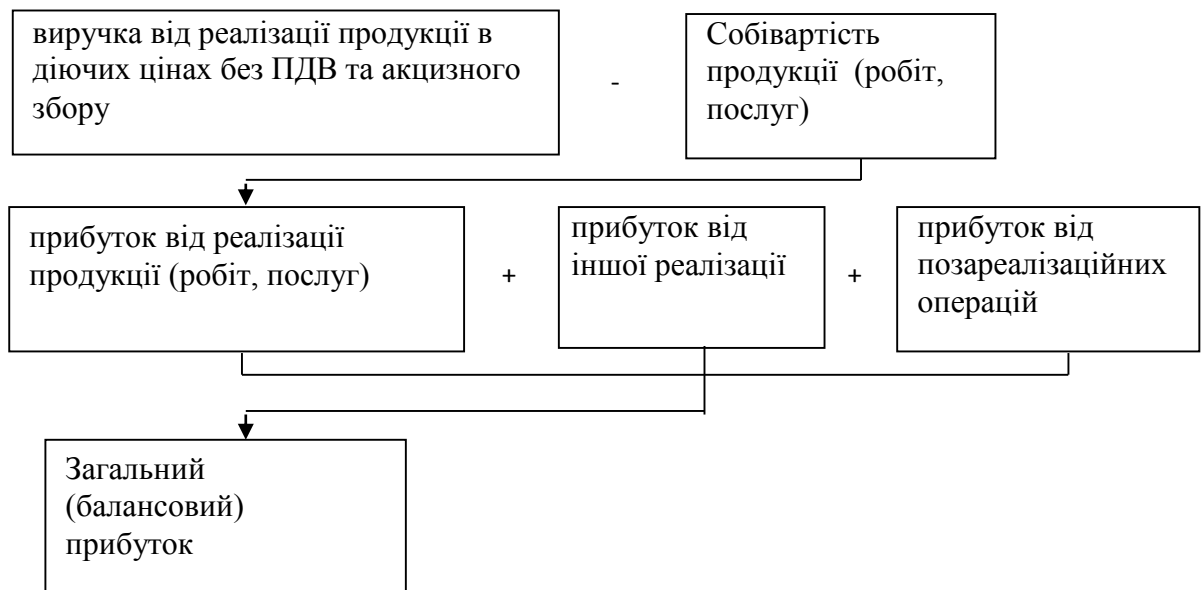 виручка від реалізації продукції в
діючих цінах без ПДВ та акцизного
збору
-
Собівартість
продукції (робіт,
послуг)
прибуток від реалізації
продукції (робіт, послуг)
+
прибуток від
іншої реалізації
+
прибуток від
позареалізаційних
операцій
Загальний
(балансовий)
прибуток